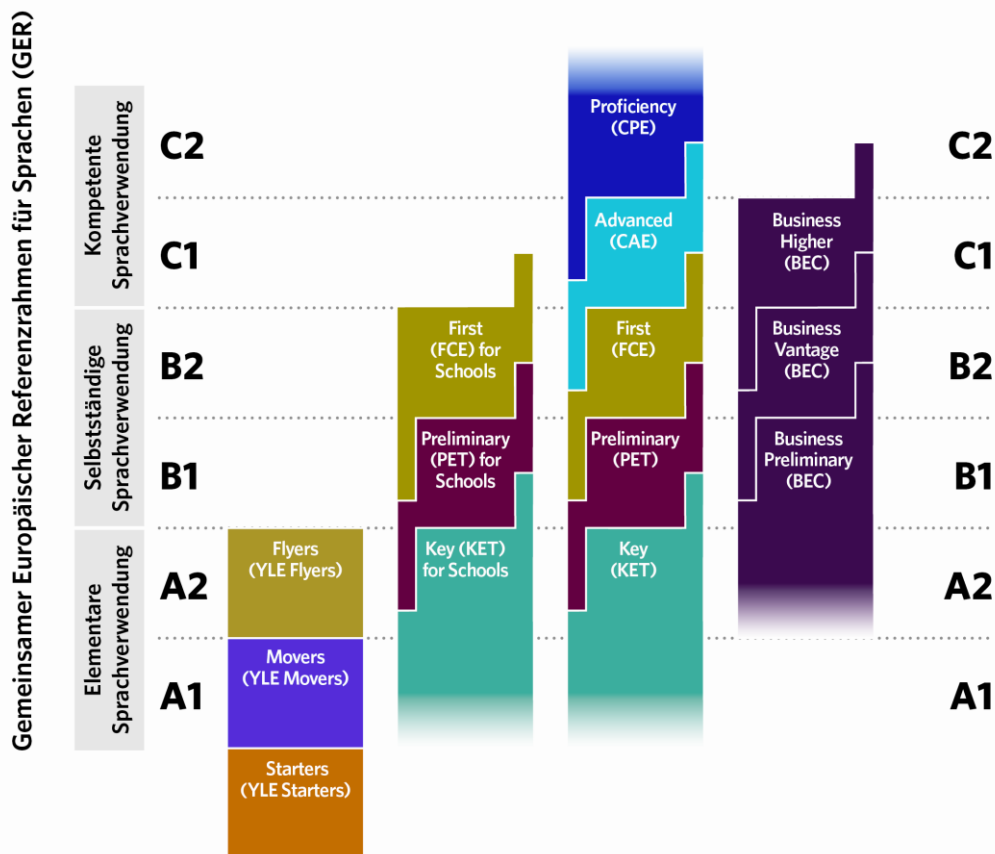 Gemeinsamer Europäischer Referenzrahmen für Sprachen (GER)
Kompetente
Sprachverwendung
Selbstständige
Sprachverwendung
Elementare
Sprachverwendung
C2
C1
B2
B1
A2
A1
Flyers
(YLE Flyers)
Movers
(YLE Movers)
Starters
(YLE Starters)
First
(FCE) for
Schools
Preliminary
(PET) for
Schools
Key (KET)
for Schools
Proficiency
(CPE)
Advanced
(CAE)
First
(FCE)
Preliminary
(PET)
Key
(KET)
Business
Higher
(BEC)
Business
Vantage
(BEC)
Business
Preliminary
(BEC)
C2
C1
B2
B1
A2
A1